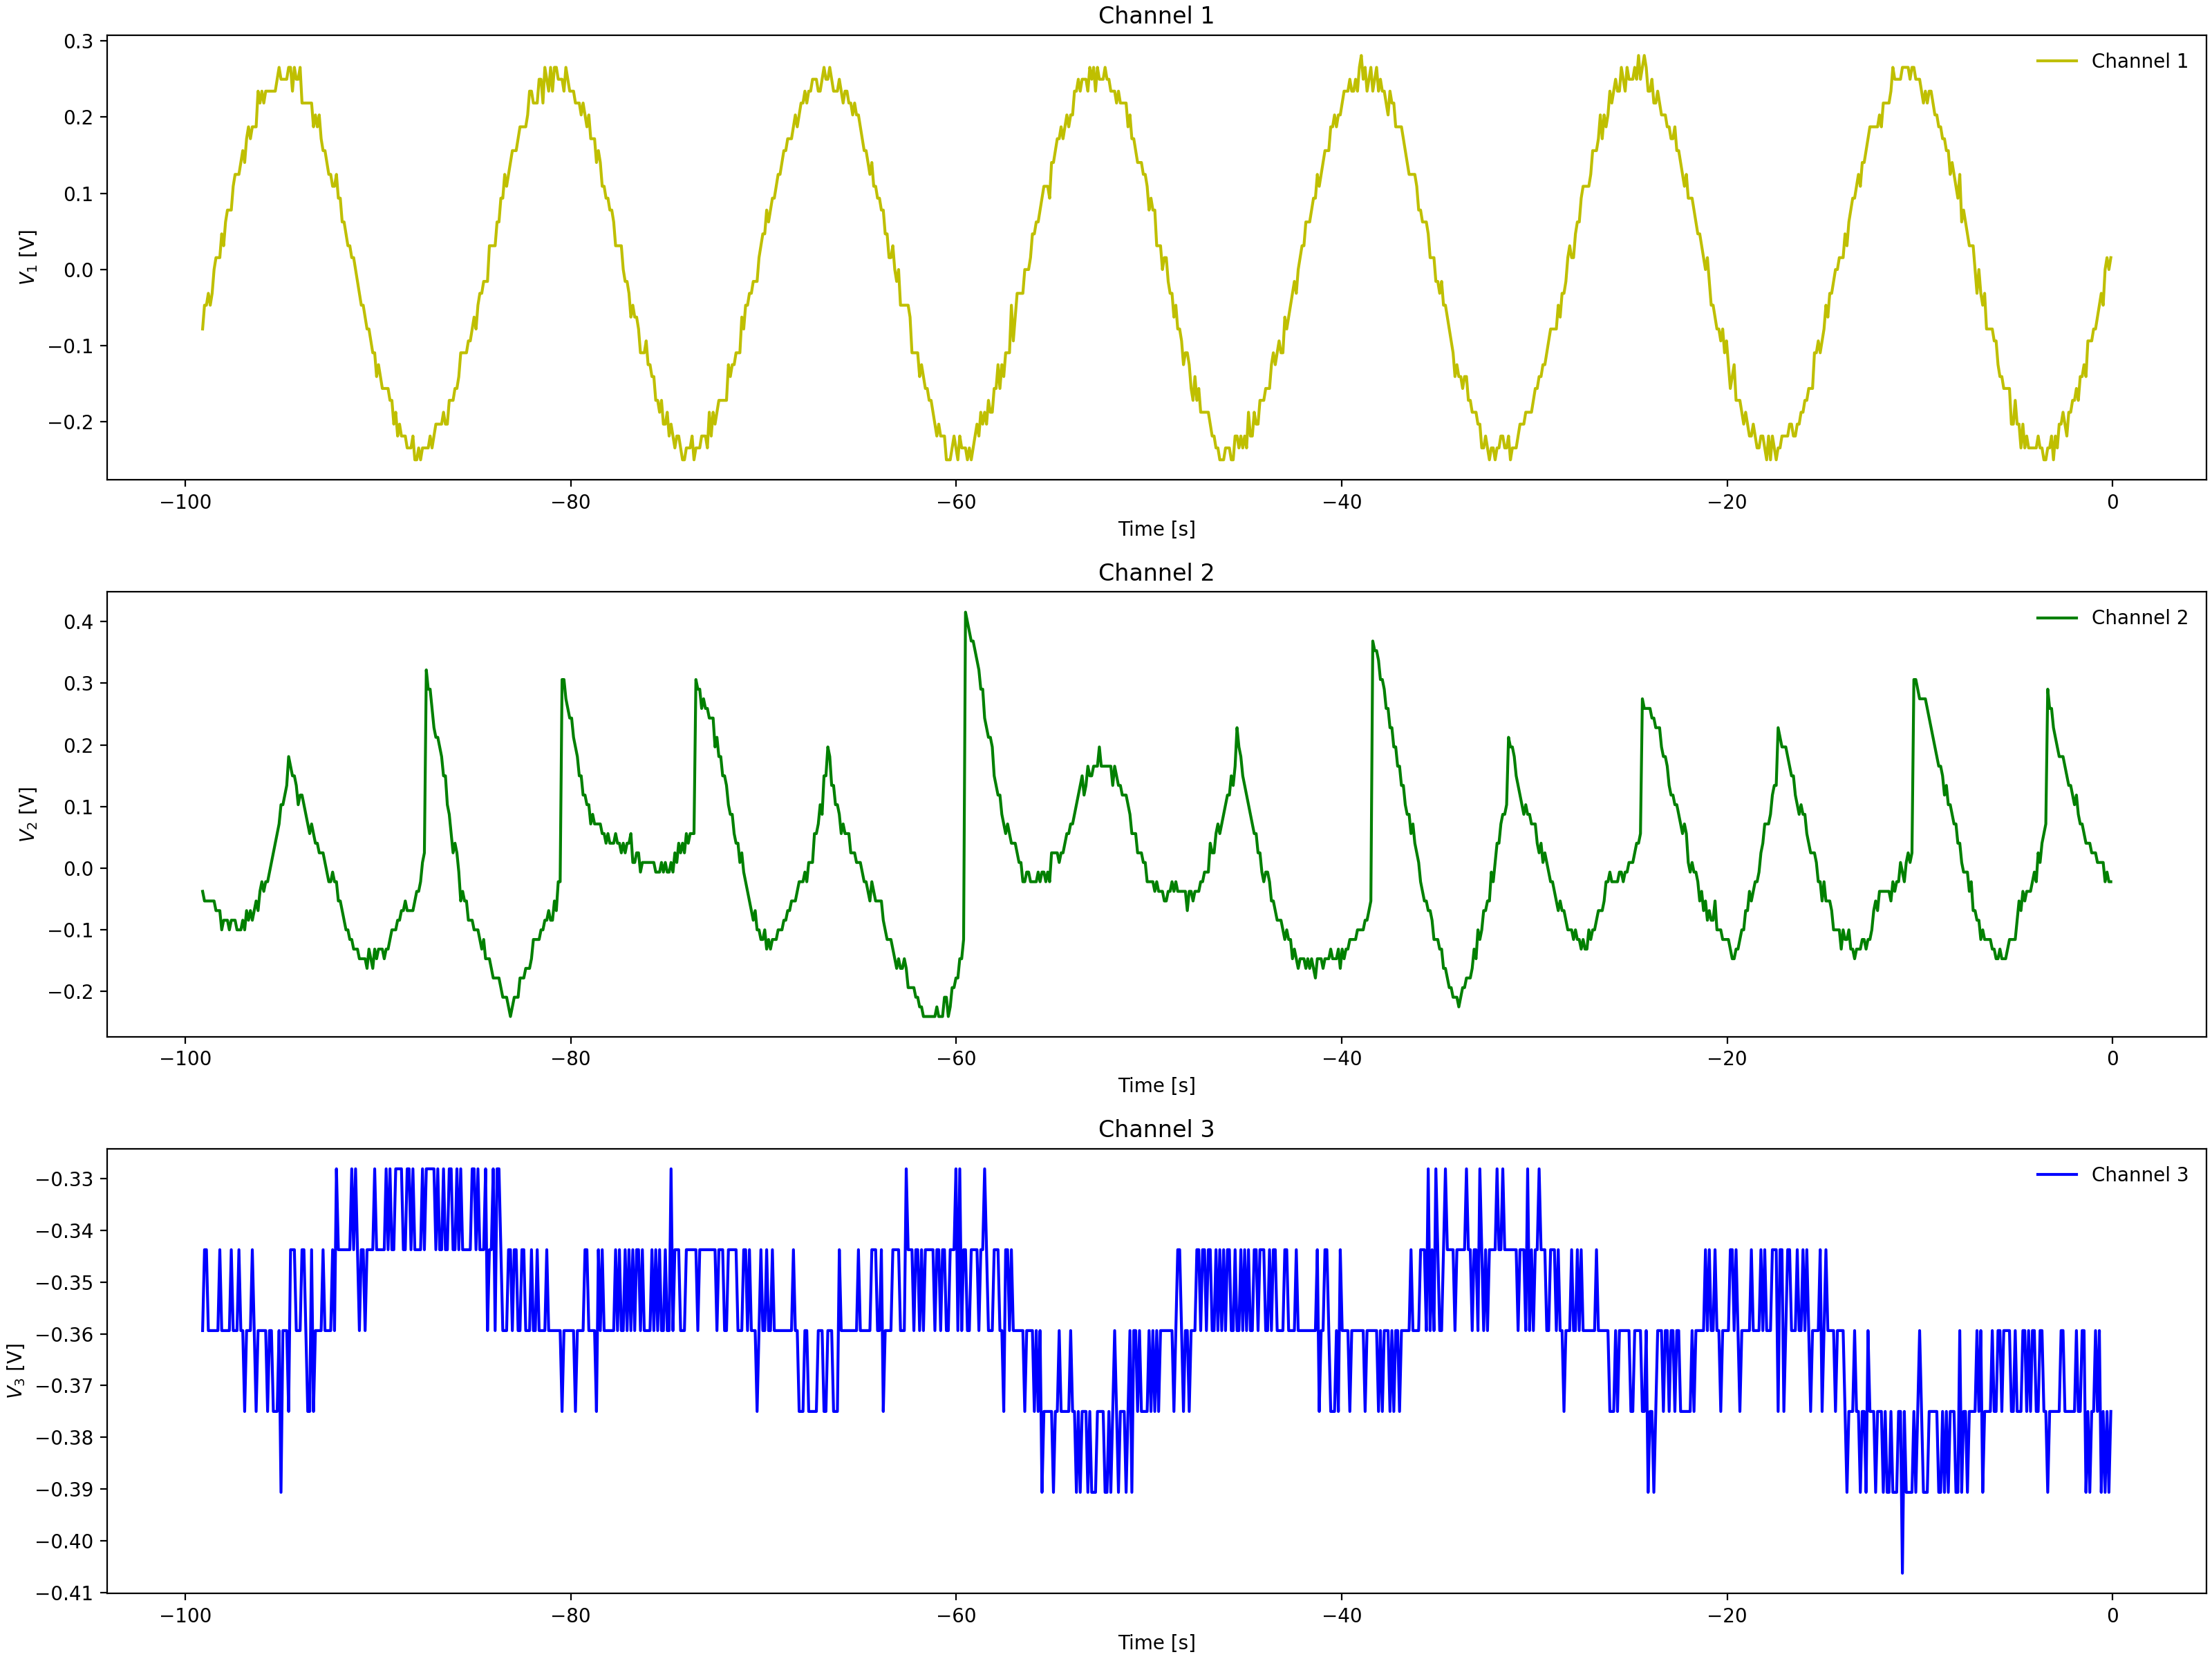 Channel 1
0.3
0.2
0.1
0.0
−0.1
−0.2
V1 [V]
Channel 1
−100 −80 −60 −40 −20 0
Time [s]
Channel 2
0.4
0.3
0.2
0.1
0.0
−0.1
−0.2
V2 [V]
Channel 2
−100 −80 −60 −40 −20 0
Time [s]
Channel 3
−0.33
−0.34
−0.35
−0.36
−0.37
−0.38
−0.39
−0.40
−0.41
V3 [V]
Channel 3
−100 −80 −60 −40 −20 0
Time [s]